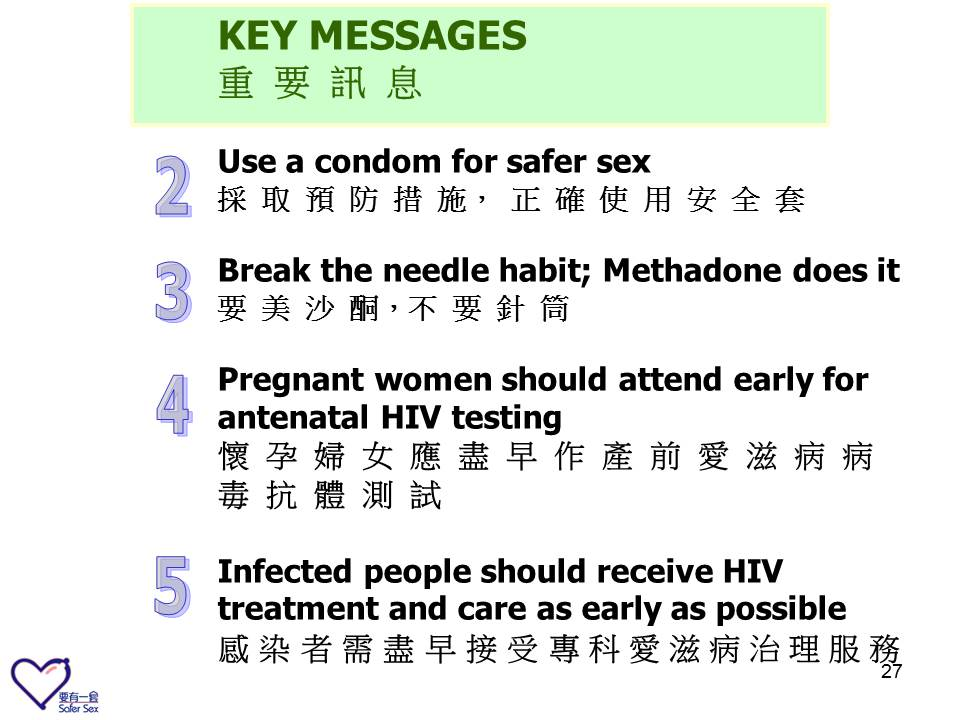 KEY MESSAGES
重要訊息
2
Use a condom for safer sex
採取預防措施，正確使用安全套
3
Break the needle habit; Methadone does it
要美沙酮，不要針筒
4
Pregnant women should attend early for
antenatal HIV testing
懷孕婦女應盡早作產前愛滋病病
毒抗體測試
5
Infected people should receive HIV
treatment and care as early as possible
感染者需盡早接受專科愛滋病治理服務
27
要有一套
Safer Sex